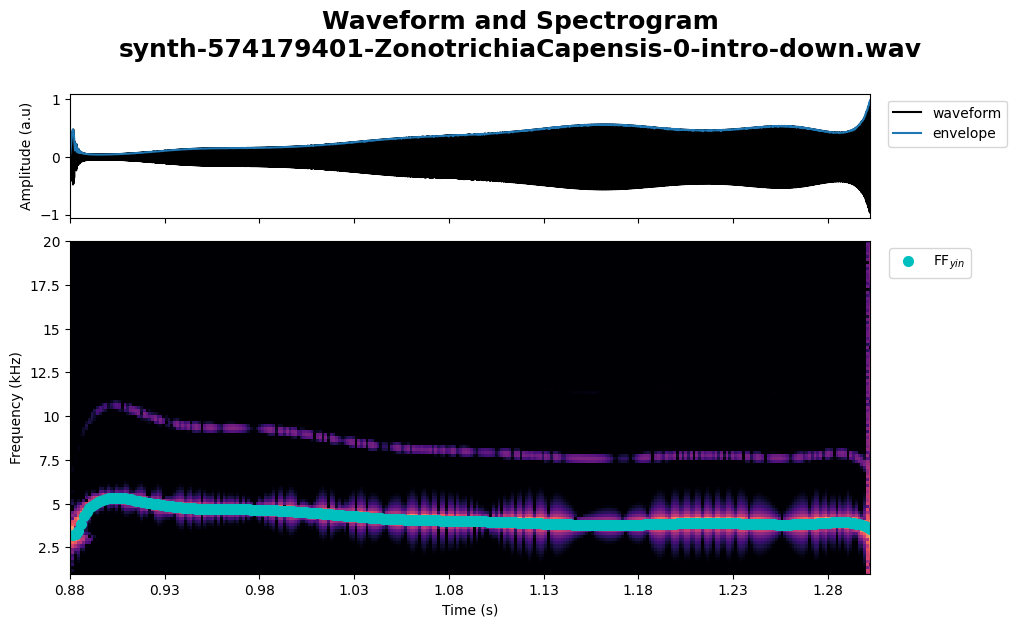 Waveform and Spectrogram
synth-574179401-ZonotrichiaCapensis-0-intro-down.wav
Amplitude (a.u)
1
0
−1
waveform
envelope
Frequency (kHz)
20
17.5
15
12.5
10
7.5
5
2.5
FFyin
0.88 0.93 0.98 1.03 1.08 1.13 1.18 1.23 1.28
Time (s)